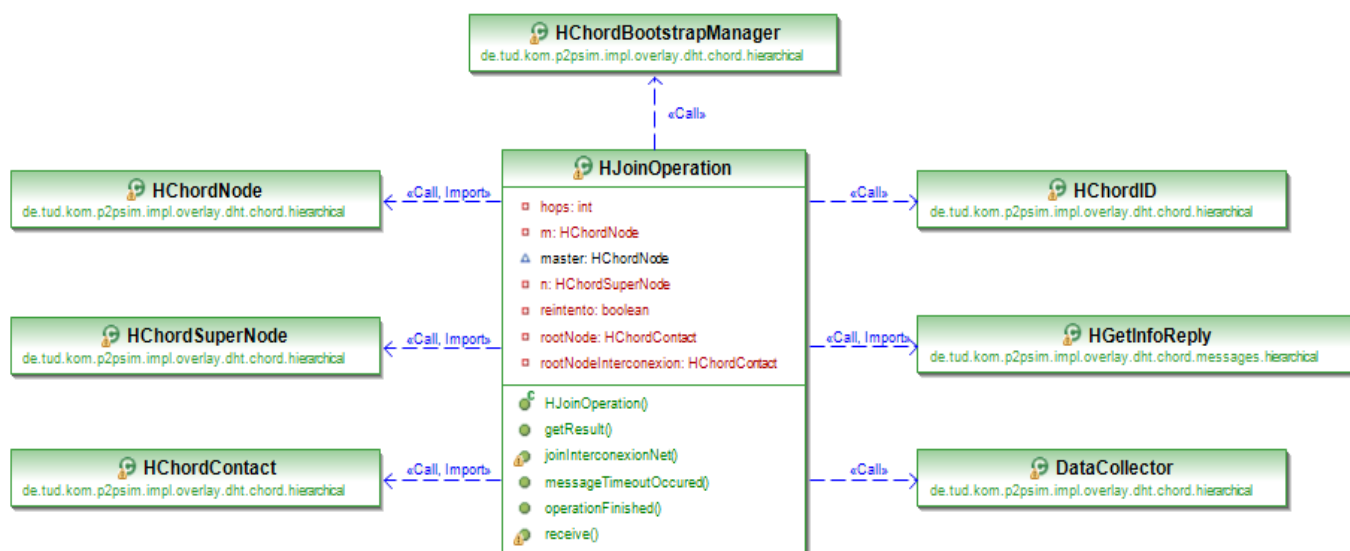 HChordBootstrapManager
de.tud.kom.p2psim.impl.overlay.dht.chord.hierarchical
«Call»
HJoinOperation
hops: int
m: HChordNode
master: HChordNode
n: HChordSuperNode
reintento: boolean
rootNode: HChordContact
rootNodeInterconexion: HChordContact
HJoinOperation()
getResult()
joinInterconexionNet()
messageTimeoutOccured()
operationFinished()
receive()
HChordNode
de.tud.kom.p2psim.impl.overlay.dht.chord.hierarchical
«Call, Import»
HChordSuperNode
de.tud.kom.p2psim.impl.overlay.dht.chord.hierarchical
«Call, Import»
HChordContact
de.tud.kom.p2psim.impl.overlay.dht.chord.hierarchical
«Call, Import»
«Call»
HChordID
de.tud.kom.p2psim.impl.overlay.dht.chord.hierarchical
«Call, Import»
HGetInfoReply
de.tud.kom.p2psim.impl.overlay.dht.chord.messages.hierarchical
«Call»
DataCollector
de.tud.kom.p2psim.impl.overlay.dht.chord.hierarchical